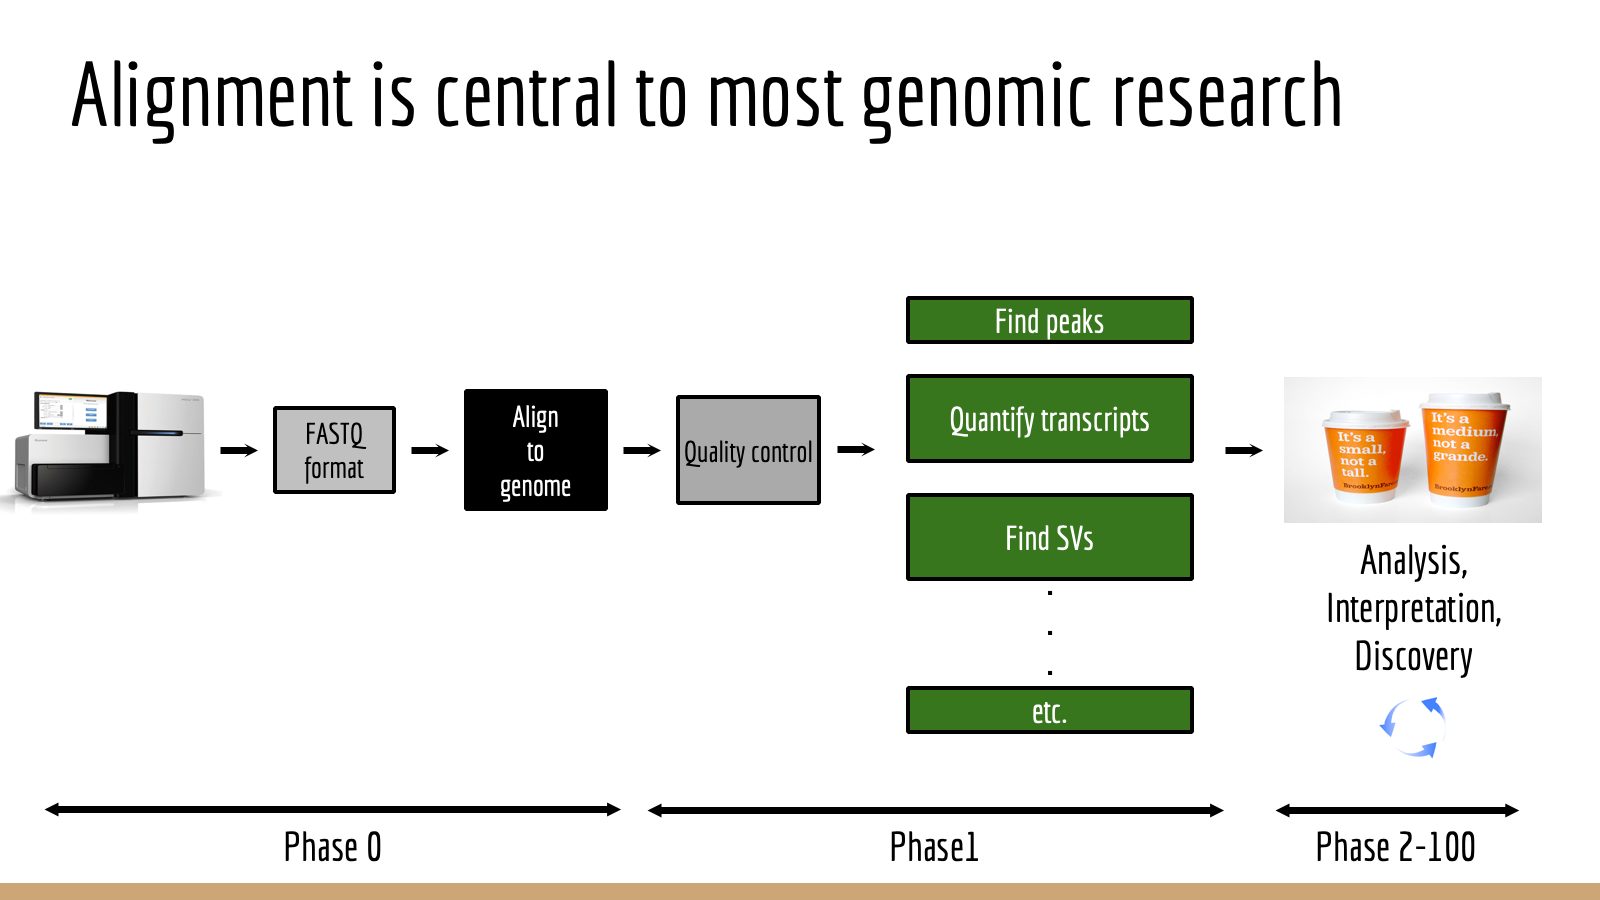 Alignment is central to most genomic research
FASTQ
format
Align
to
genome
Quality control
Find peaks
Quantify transcripts
Find SVs
.
.
.
etc.
It's a
small,
not a
tall.
BrooklynFare
It's a
medium,
not a
grande.
BrooklynFare
Analysis,
Interpretation,
Discovery
Phase 0
Phase1
Phase 2-100